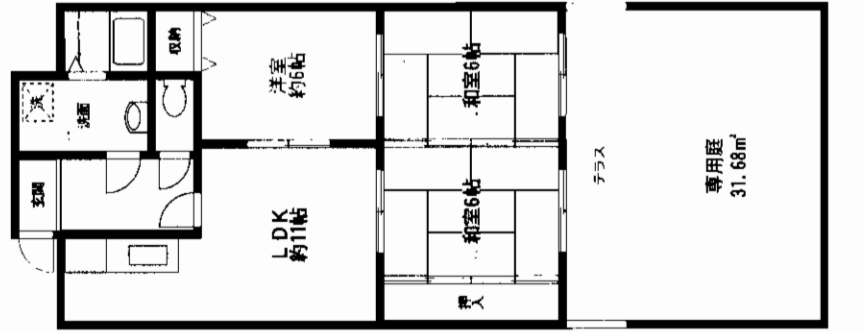 収納
洋室
約6帖
和室6帖
洗
洗面
玄関
LDK
約11帖
和室6帖
押入
テラス
専用庭
31.68㎡